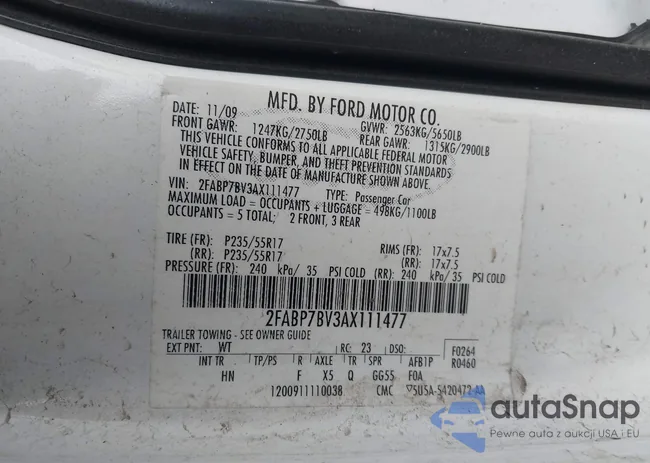 MFD. BY FORD MOTOR CO.
DATE: 11/09 GVWR: 2563KG/5650LB
FRONT GAWR: 1247KG/2750LB REAR GAWR: 1315KG/2900LB
THIS VEHICLE CONFORMS TO ALL APPLICABLE FEDERAL MOTOR
VEHICLE SAFETY, BUMPER, AND THEFT PREVENTION STANDARDS
IN EFFECT ON THE DATE OF MANUFACTURE SHOWN ABOVE.
VIN: 2FABP7BV3AX111477 TYPE: Passenger Car
MAXIMUM LOAD = OCCUPANTS + LUGGAGE = 498KG/1100LB
OCCUPANTS = 5 TOTAL; 2 FRONT, 3 REAR
TIRE (FR): P235/55R17 RIMS (FR): 17x7.5
(RR): P235/55R17 (RR): 17x7.5
PRESSURE (FR): 240 kPa/ 35 PSI COLD (RR): 240 kPa/ 35 PSI COLD
2FABP7BV3AX111477
TRAILER TOWING - SEE OWNER GUIDE
EXT PNT: WT RC: 23 DSO: F0264
INT TR TP/PS R AXLE TR SPR AFB1P R0460
HN F X5 Q GG55 F0A
1200911110038 CMC 5U5A-5420472-AA
autoSnap
Pewne auta z aukcji USA i EU